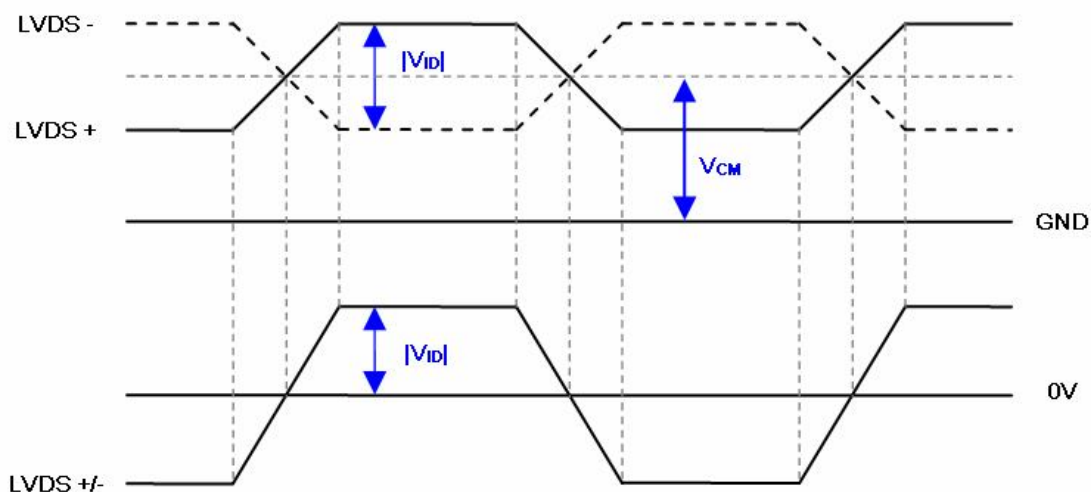 LVDS -
|VID|
LVDS +
VCM
GND
|VID|
0V
LVDS +/-